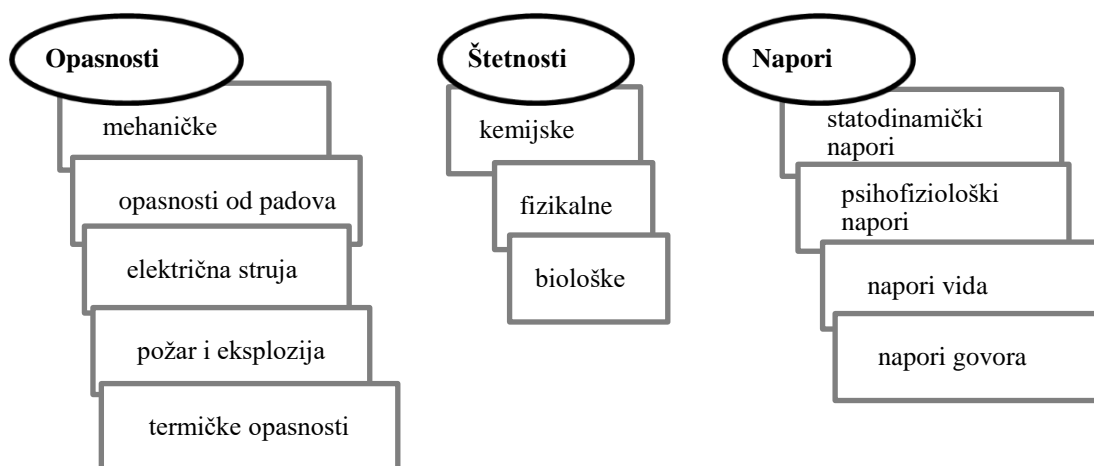 Opasnosti
mehaničke
opasnosti od padova
električna struja
požar i eksplozija
termičke opasnosti
Štetnosti
kemijske
fizikalne
biološke
Napori
statodinamički
napori
psihofiziološki
napori
napori vida
napori govora